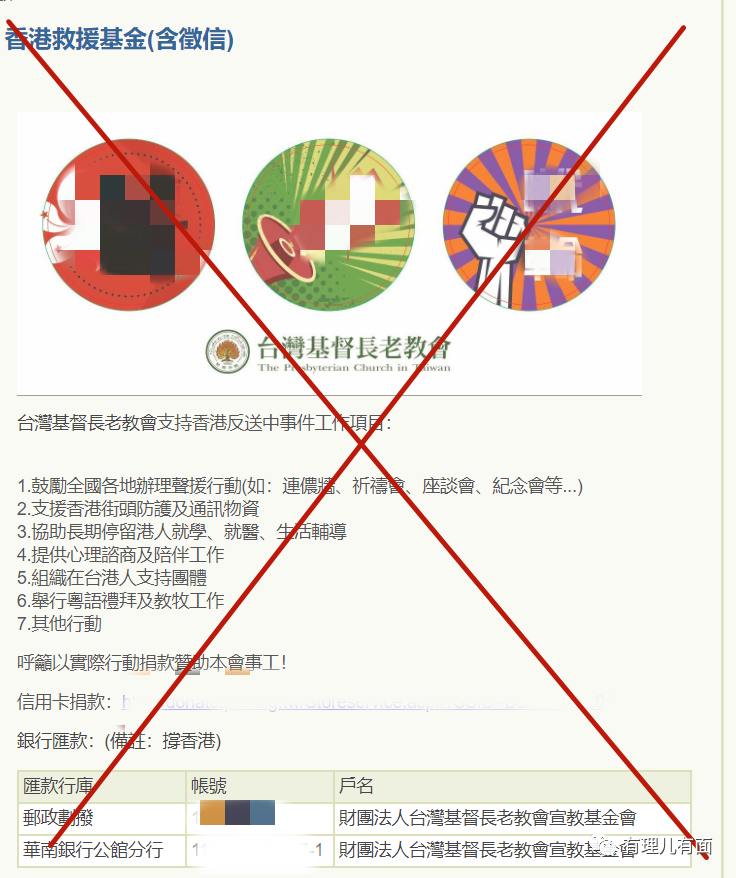 香港救援基金(含徵信)
台灣基督長老教會
The Presbyterian Church in Taiwan
台灣基督長老教會支持香港反送中事件工作項目：
1.鼓勵全國各地辦理聲援行動(如：連儂牆、祈禱會、座談會、紀念會等...)
2.支援香港街頭防護及通訊物資
3.協助長期停留港人就學、就醫、生活輔導
4.提供心理諮商及陪伴工作
5.組織在台港人支持團體
6.舉行粵語禮拜及教牧工作
7.其他行動
呼籲以實際行動捐款贊助本會事工！
信用卡捐款：
銀行匯款：(備註：撐香港)
匯款行庫 帳號 戶名
郵政劃撥 財團法人台灣基督長老教會宣教基金會
華南銀行公館分行 -1 財團法人台灣基督長老教會宣教基金會
有理儿有面